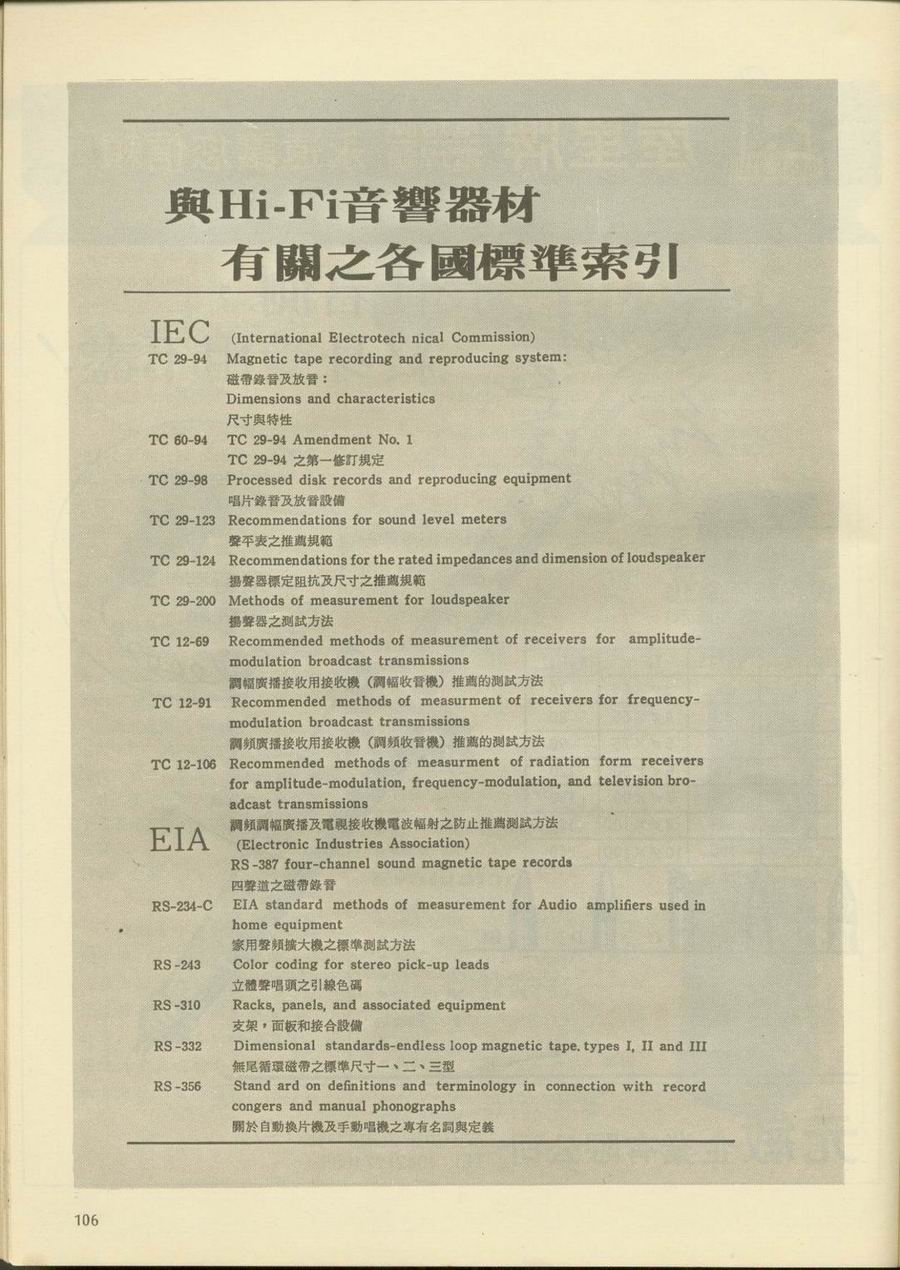 與Hi-Fi音響器材
有關之各國標準索引
IEC (International Electrotech nical Commission)
TC 29-94 Magnetic tape recording and reproducing system:
磁帶錄音及放音：
Dimensions and characteristics
尺寸與特性
TC 60-94 TC 29-94 Amendment No. 1
TC 29-94 之第一修訂規定
TC 29-98 Processed disk records and reproducing equipment
唱片錄音及放音設備
TC 29-123 Recommendations for sound level meters
聲平表之推薦規範
TC 29-124 Recommendations for the rated impedances and dimension of loudspeaker
揚聲器標定阻抗及尺寸之推薦規範
TC 29-200 Methods of measurement for loudspeaker
揚聲器之測試方法
TC 12-69 Recommended methods of measurement of receivers for amplitude-
modulation broadcast transmissions
調幅廣播接收用接收機（調幅收音機）推薦的測試方法
TC 12-91 Recommended methods of measurment of receivers for frequency-
modulation broadcast transmissions
調頻廣播接收用接收機（調頻收音機）推薦的測試方法
TC 12-106 Recommended methods of measurment of radiation form receivers
for amplitude-modulation, frequency-modulation, and television bro-
adcast transmissions
調頻調幅廣播及電視接收機電波輻射之防止推薦測試方法
EIA (Electronic Industries Association)
RS-387 four-channel sound magnetic tape records
四聲道之磁帶錄音
RS-234-C EIA standard methods of measurement for Audio amplifiers used in
home equipment
家用聲頻擴大機之標準測試方法
RS-243 Color coding for stereo pick-up leads
立體聲唱頭之引線色碼
RS-310 Racks, panels, and associated equipment
支架，面板和接合設備
RS-332 Dimensional standards-endless loop magnetic tape. types I, II and III
無尾循環磁帶之標準尺寸一、二、三型
RS-356 Stand ard on definitions and terminology in connection with record
congers and manual phonographs
關於自動換片機及手動唱機之專有名詞與定義
106